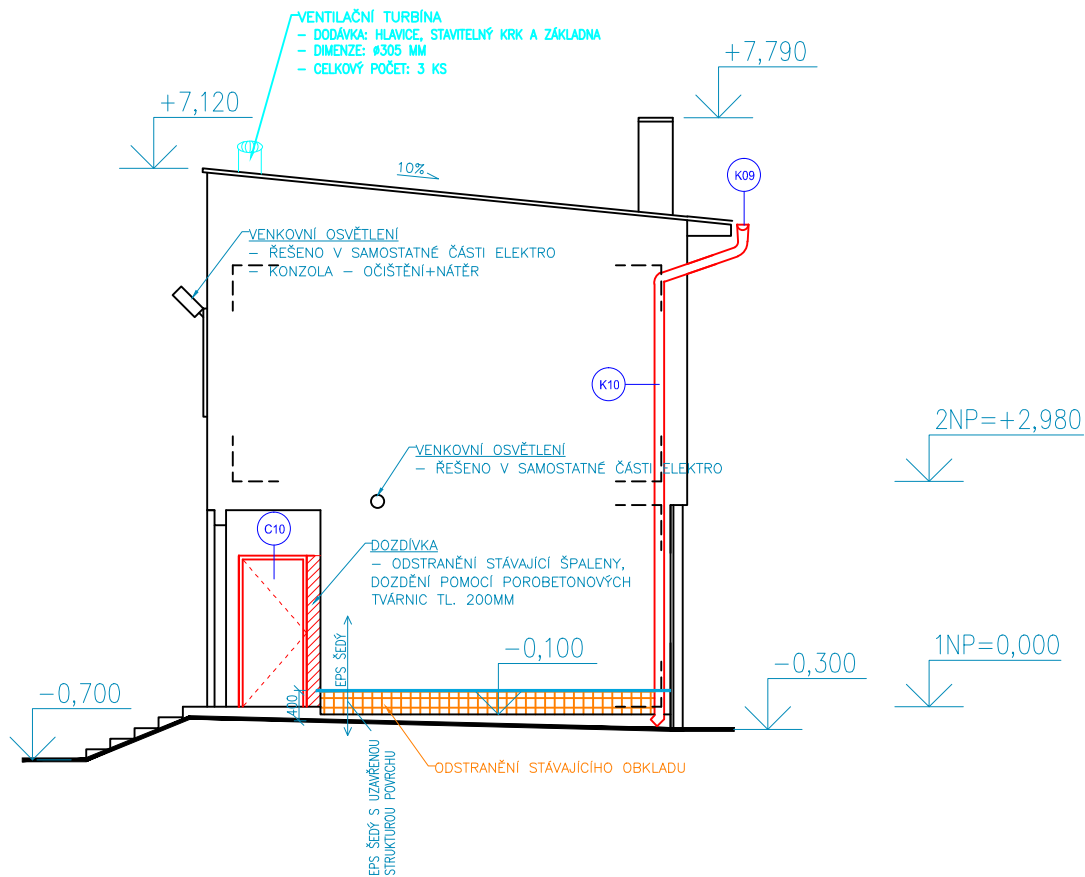 VENTILAČNÍ TURBÍNA
– DODÁVKA: HLAVICE, STAVITELNÝ KRK A ZÁKLADNA
– DIMENZE: ø305 MM
– CELKOVÝ POČET: 3 KS
+7,790
+7,120
10%
K09
VENKOVNÍ OSVĚTLENÍ
– ŘEŠENO V SAMOSTATNÉ ČÁSTI ELEKTRO
– KONZOLA – OČIŠTĚNÍ+NÁTĚR
K10
2NP=+2,980
VENKOVNÍ OSVĚTLENÍ
– ŘEŠENO V SAMOSTATNÉ ČÁSTI ELEKTRO
C10
DOZDÍVKA
– ODSTRANĚNÍ STÁVAJÍCÍ ŠPALENY,
DOZDĚNÍ POMOCÍ POROBETONOVÝCH
TVÁRNIC TL. 200MM
EPS ŠEDÝ
–0,100
1NP=0,000
–0,300
–0,700
400
ODSTRANĚNÍ STÁVAJÍCÍHO OBKLADU
EPS ŠEDÝ S UZAVŘENOU
STRUKTUROU POVRCHU